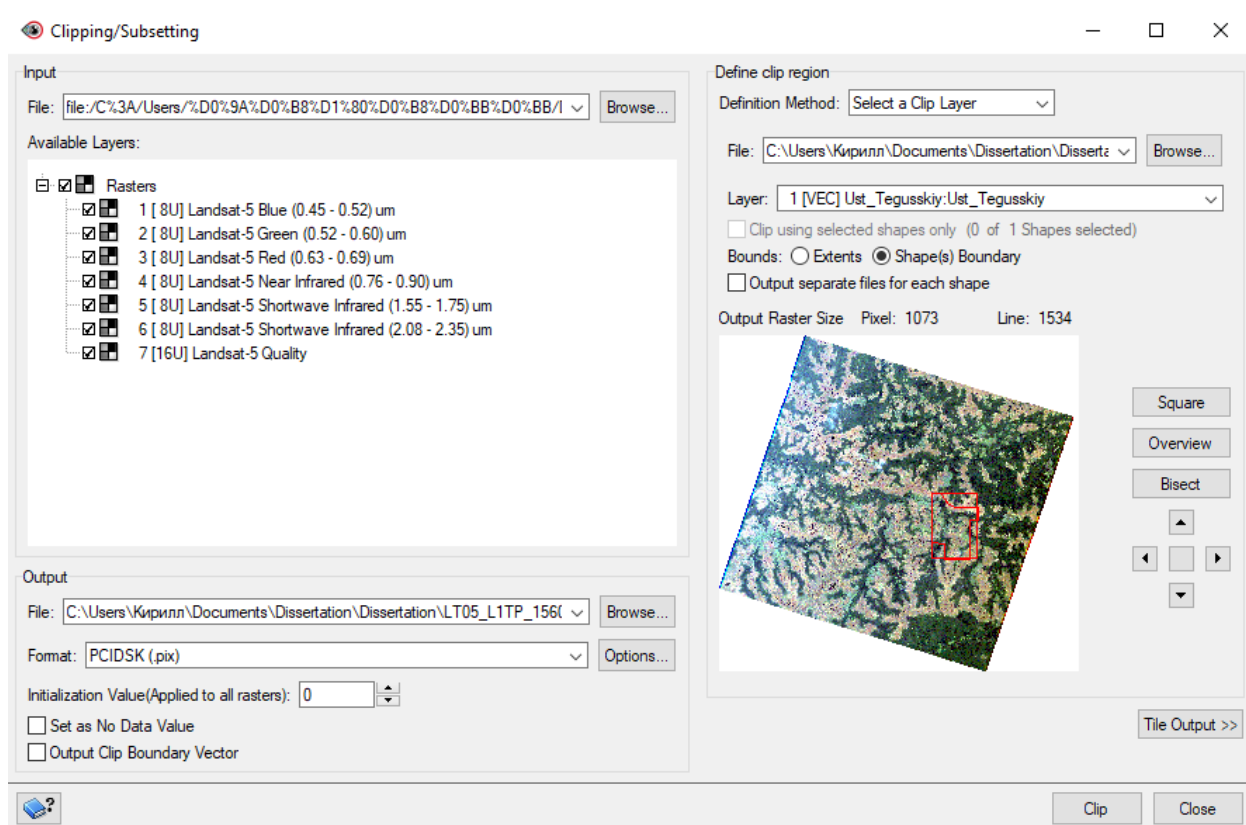 Clipping/Subsetting
Input
File: file:/C%3A/Users/%D0%9A%D0%B8%D1%80%D0%B8%D0%BB%D0%BB/I
Browse...
Available Layers:
Rasters
1 [ 8U] Landsat-5 Blue (0.45 - 0.52) um
2 [ 8U] Landsat-5 Green (0.52 - 0.60) um
3 [ 8U] Landsat-5 Red (0.63 - 0.69) um
4 [ 8U] Landsat-5 Near Infrared (0.76 - 0.90) um
5 [ 8U] Landsat-5 Shortwave Infrared (1.55 - 1.75) um
6 [ 8U] Landsat-5 Shortwave Infrared (2.08 - 2.35) um
7 [16U] Landsat-5 Quality
Output
File: C:\Users\Кирилл\Documents\Dissertation\Dissertation\LT05_L1TP_156(
Browse...
Format: PCIDSK (.pix)
Options...
Initialization Value(Applied to all rasters): 0
Set as No Data Value
Output Clip Boundary Vector
Define clip region
Definition Method: Select a Clip Layer
File: C:\Users\Кирилл\Documents\Dissertation\Disserta
Browse...
Layer: 1 [VEC] Ust_Tegusskiy:Ust_Tegusskiy
Clip using selected shapes only (0 of 1 Shapes selected)
Bounds: Extents Shape(s) Boundary
Output separate files for each shape
Output Raster Size Pixel: 1073 Line: 1534
Square
Overview
Bisect
Tile Output >>
?
Clip
Close